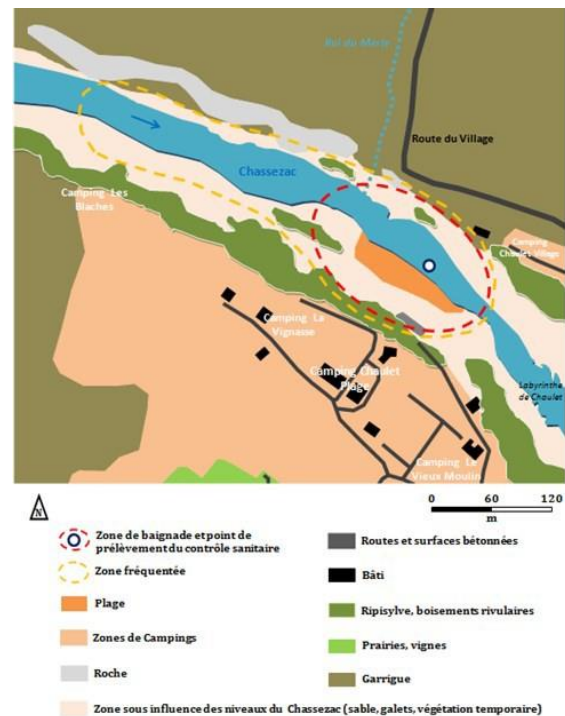 Rol du Merle
Route du Village
Chassezac
Camping Les
Blaches
Camping Chaulet Village
Camping La
Vignasse
Camping Chaulet
Plage
Labyrinthe
de Chaulet
Camping Le
Vieux Moulin
N
0 60 120
m
Zone de baignade et point de
prélèvement du contrôle sanitaire
Zone fréquentée
Plage
Zones de Campings
Roche
Routes et surfaces bétonnées
Bâti
Ripisylve, boisements rivulaires
Prairies, vignes
Garrigue
Zone sous influence des niveaux du Chassezac (sable, galets, végétation temporaire)